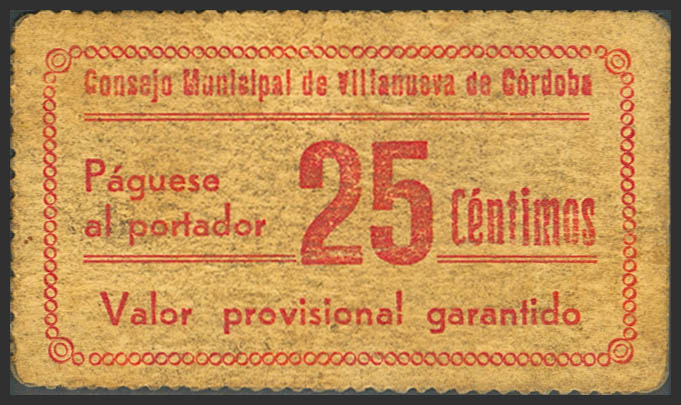 Consejo Municipal de Villanueva de Córdoba
Páguese
al portador
25 Céntimos
Valor provisional garantido